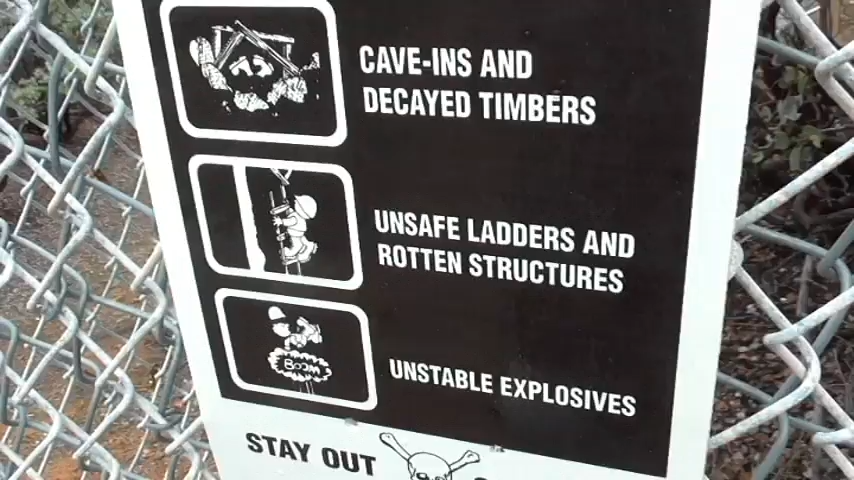 CAVE-INS AND
DECAYED TIMBERS
UNSAFE LADDERS AND
ROTTEN STRUCTURES
BOOM
UNSTABLE EXPLOSIVES
STAY OUT